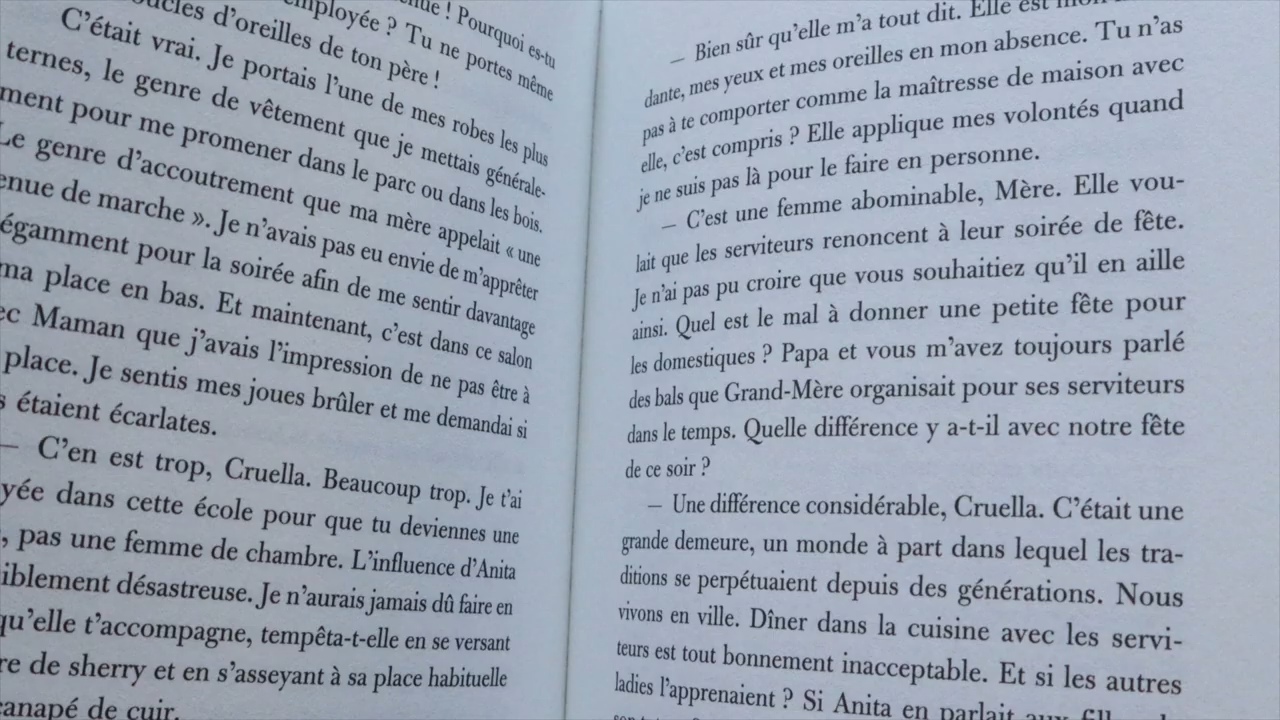 ! Pourquoi es-tu
employée ? Tu ne portes même
d'oreilles de ton père !
C'était vrai. Je portais l'une de mes robes les plus
ternes, le genre de vêtement que je mettais générale-
ment pour me promener dans le parc ou dans les bois.
Le genre d'accoutrement que ma mère appelait « une
enue de marche ». Je n'avais pas eu envie de m'apprêter
égamment pour la soirée afin de me sentir davantage
ma place en bas. Et maintenant, c'est dans ce salon
ec Maman que j'avais l'impression de ne pas être à
place. Je sentis mes joues brûler et me demandai si
s étaient écarlates.
— C'en est trop, Cruella. Beaucoup trop. Je t'ai
yée dans cette école pour que tu deviennes une
, pas une femme de chambre. L'influence d'Anita
iblement désastreuse. Je n'aurais jamais dû faire en
qu'elle t'accompagne, tempêta-t-elle en se versant
re de sherry et en s'asseyant à sa place habituelle
canapé de cuir.
— Bien sûr qu'elle m'a tout dit. Elle est mon
dante, mes yeux et mes oreilles en mon absence. Tu n'as
pas à te comporter comme la maîtresse de maison avec
elle, c'est compris ? Elle applique mes volontés quand
je ne suis pas là pour le faire en personne.
— C'est une femme abominable, Mère. Elle vou-
lait que les serviteurs renoncent à leur soirée de fête.
Je n'ai pas pu croire que vous souhaitiez qu'il en aille
ainsi. Quel est le mal à donner une petite fête pour
les domestiques ? Papa et vous m'avez toujours parlé
des bals que Grand-Mère organisait pour ses serviteurs
dans le temps. Quelle différence y a-t-il avec notre fête
de ce soir ?
— Une différence considérable, Cruella. C'était une
grande demeure, un monde à part dans lequel les tra-
ditions se perpétuaient depuis des générations. Nous
vivons en ville. Dîner dans la cuisine avec les servi-
teurs est tout bonnement inacceptable. Et si les autres
ladies l'apprenaient ? Si Anita en parlait aux